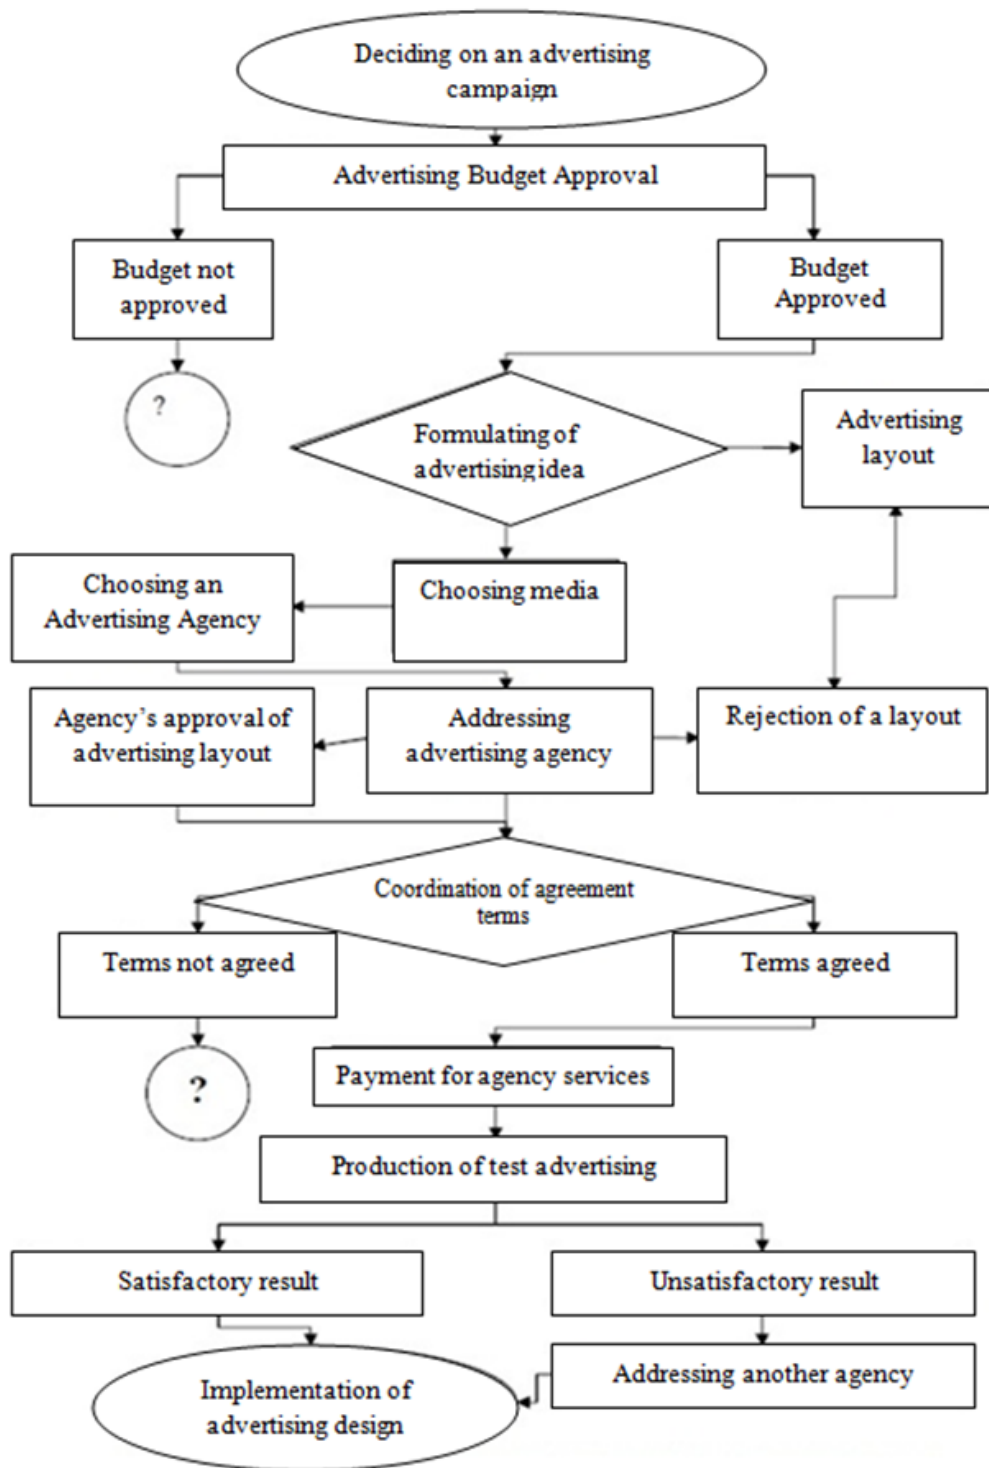 Deciding on an advertising
campaign
Advertising Budget Approval
Budget not
approved
Budget
Approved
?
Formulating of
advertising idea
Advertising
layout
Choosing an
Advertising Agency
Choosing media
Agency's approval of
advertising layout
Addressing
advertising agency
Rejection of a layout
Coordination of agreement
terms
Terms not agreed
Terms agreed
?
Payment for agency services
Production of test advertising
Satisfactory result
Unsatisfactory result
Implementation of
advertising design
Addressing another agency